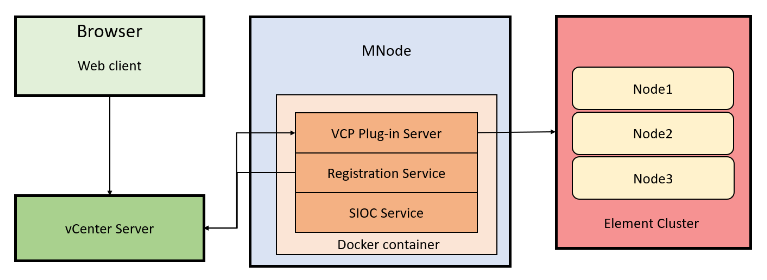 Browser
Web client
vCenter Server
MNode
VCP Plug-in Server
Registration Service
SIOC Service
Docker container
Node1
Node2
Node3
Element Cluster